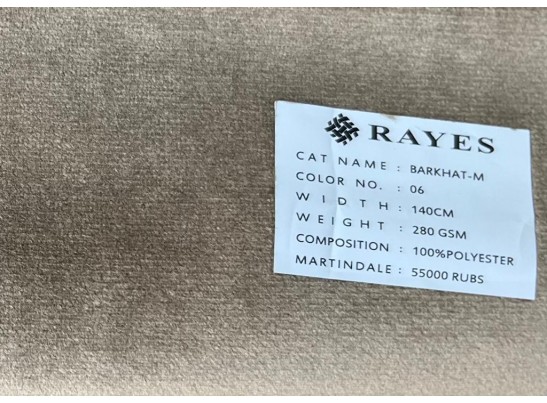 RAYES
CAT NAME : BARKHAT-M
COLOR NO. : 06
WIDTH : 140CM
WEIGHT : 280 GSM
COMPOSITION : 100%POLYESTER
MARTINDALE : 55000 RUBS